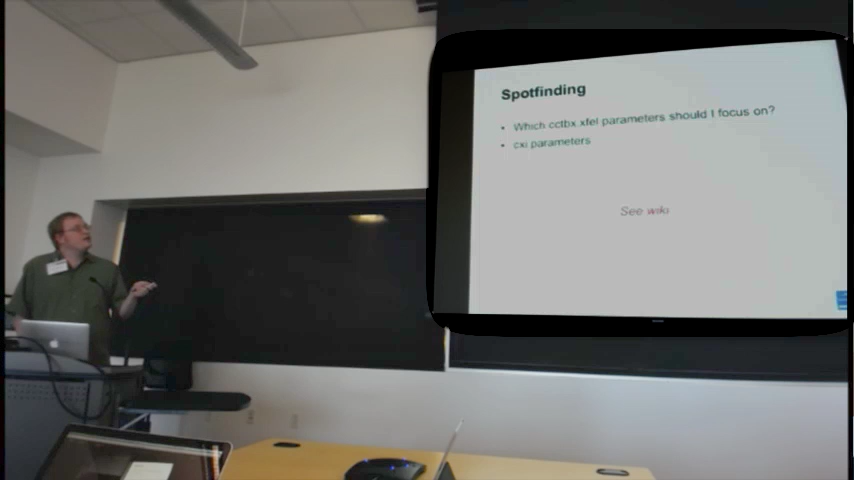 Spotfinding
• Which cctbx.xfel parameters should I focus on?
• cxi parameters
See wiki